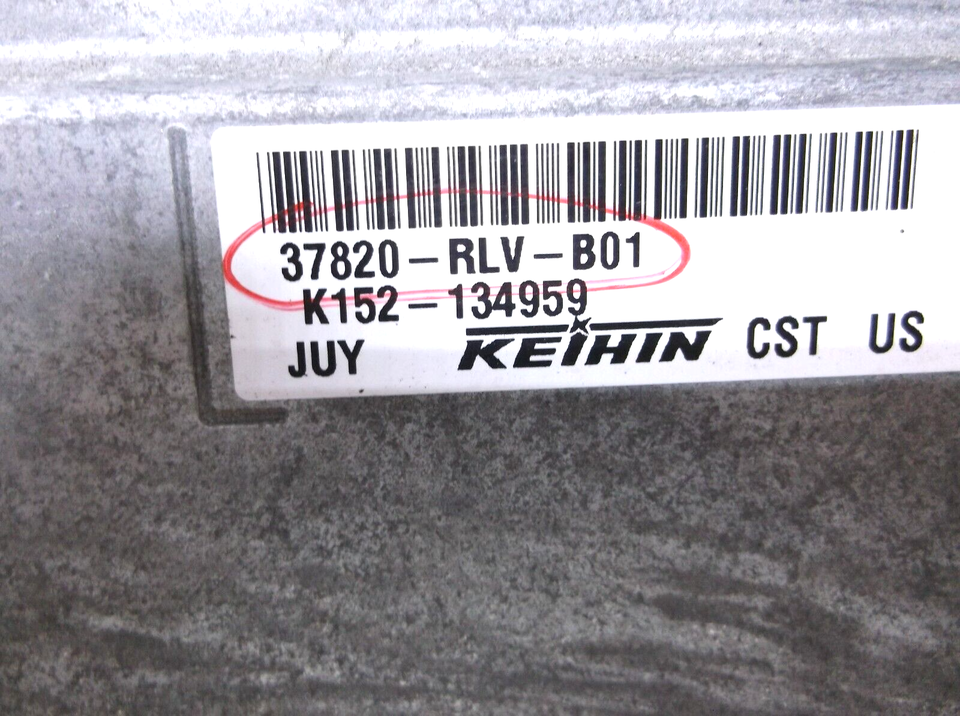 37820-RLV-B01
K152-134959
JUY KEIHIN CST US